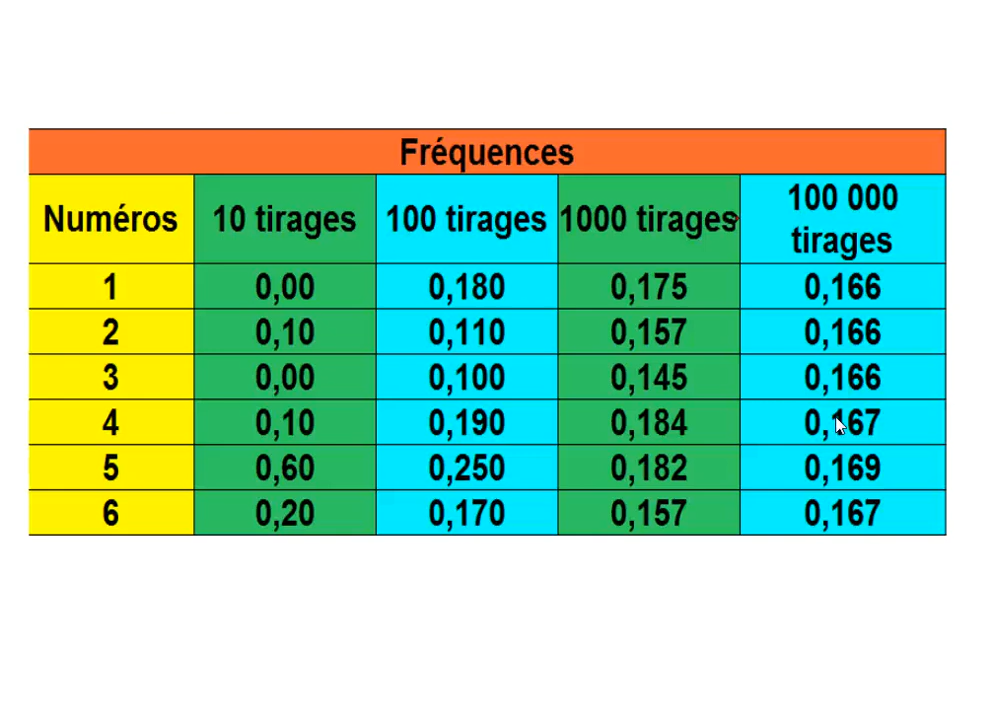 Fréquences
Numéros 10 tirages 100 tirages 1000 tirages 100 000 tirages
1 0,00 0,180 0,175 0,166
2 0,10 0,110 0,157 0,166
3 0,00 0,100 0,145 0,166
4 0,10 0,190 0,184 0,167
5 0,60 0,250 0,182 0,169
6 0,20 0,170 0,157 0,167